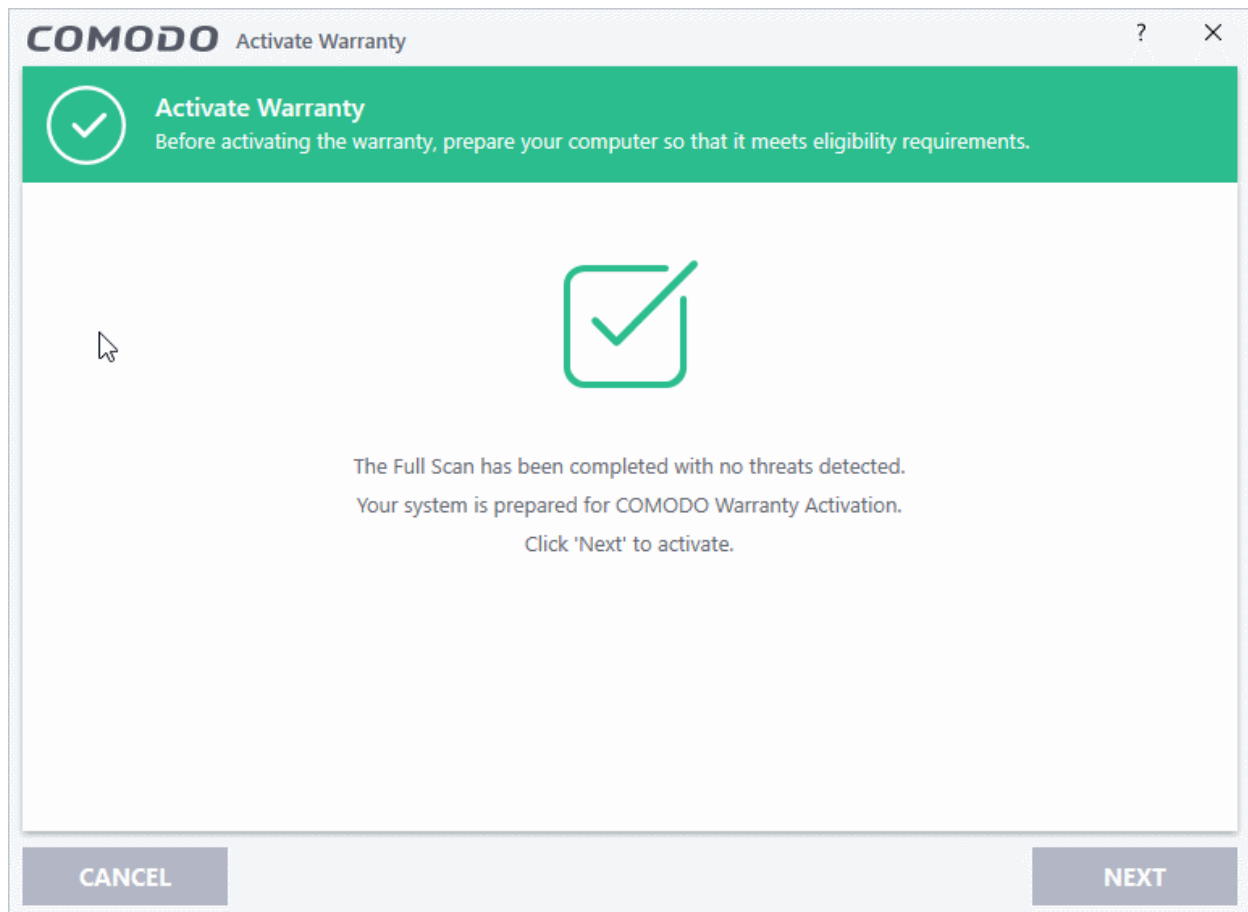 COMODO Activate Warranty ?
Activate Warranty
Before activating the warranty, prepare your computer so that it meets eligibility requirements.
The Full Scan has been completed with no threats detected.
Your system is prepared for COMODO Warranty Activation.
Click 'Next' to activate.
CANCEL NEXT